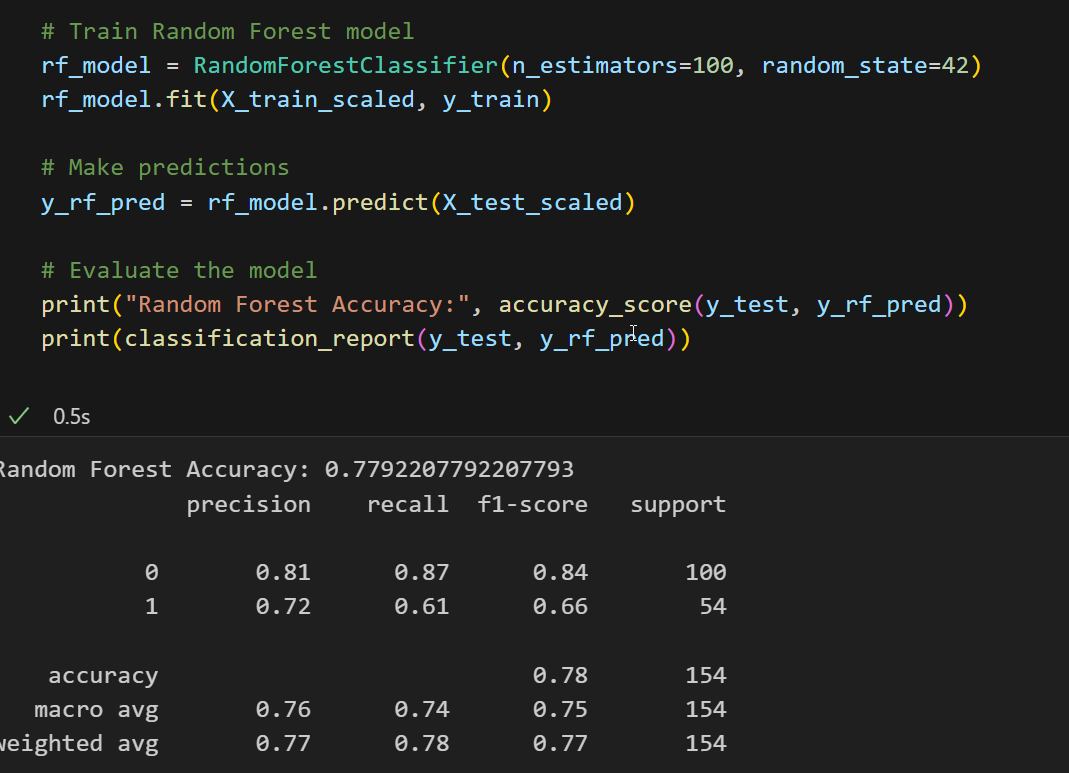 # Train Random Forest model
rf_model = RandomForestClassifier(n_estimators=100, random_state=42)
rf_model.fit(X_train_scaled, y_train)
# Make predictions
y_rf_pred = rf_model.predict(X_test_scaled)
# Evaluate the model
print("Random Forest Accuracy:", accuracy_score(y_test, y_rf_pred))
print(classification_report(y_test, y_rf_pred))
0.5s
Random Forest Accuracy: 0.7792207792207793
precision recall f1-score support
0 0.81 0.87 0.84 100
1 0.72 0.61 0.66 54
accuracy 0.78 154
macro avg 0.76 0.74 0.75 154
weighted avg 0.77 0.78 0.77 154